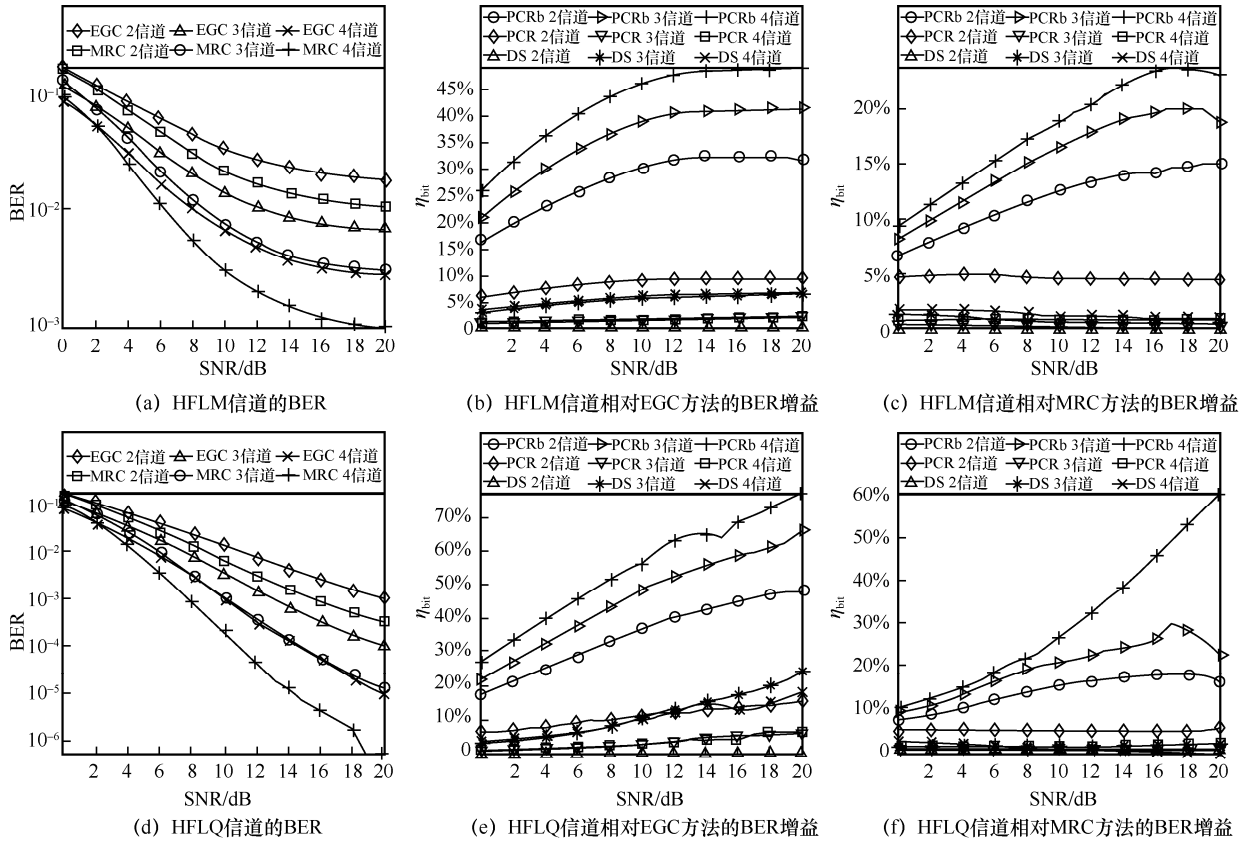 EGC 2信道 EGC 3信道 EGC 4信道
MRC 2信道 MRC 3信道 MRC 4信道
10⁻¹
10⁻²
10⁻³
BER
0 2 4 6 8 10 12 14 16 18 20
SNR/dB
(a) HFLM信道的BER
PCRb 2信道 PCRb 3信道 PCRb 4信道
PCR 2信道 PCR 3信道 PCR 4信道
DS 2信道 DS 3信道 DS 4信道
45%
40%
35%
30%
25%
20%
15%
10%
5%
0
ηbit
2 4 6 8 10 12 14 16 18 20
SNR/dB
(b) HFLM信道相对EGC方法的BER增益
PCRb 2信道 PCRb 3信道 PCRb 4信道
PCR 2信道 PCR 3信道 PCR 4信道
DS 2信道 DS 3信道 DS 4信道
20%
15%
10%
5%
0
ηbit
2 4 6 8 10 12 14 16 18 20
SNR/dB
(c) HFLM信道相对MRC方法的BER增益
EGC 2信道 EGC 3信道 EGC 4信道
MRC 2信道 MRC 3信道 MRC 4信道
10⁻¹
10⁻²
10⁻³
10⁻⁴
10⁻⁵
10⁻⁶
BER
2 4 6 8 10 12 14 16 18 20
SNR/dB
(d) HFLQ信道的BER
PCRb 2信道 PCRb 3信道 PCRb 4信道
PCR 2信道 PCR 3信道 PCR 4信道
DS 2信道 DS 3信道 DS 4信道
70%
60%
50%
40%
30%
20%
10%
0
ηbit
2 4 6 8 10 12 14 16 18 20
SNR/dB
(e) HFLQ信道相对EGC方法的BER增益
PCRb 2信道 PCRb 3信道 PCRb 4信道
PCR 2信道 PCR 3信道 PCR 4信道
DS 2信道 DS 3信道 DS 4信道
60%
50%
40%
30%
20%
10%
0
ηbit
2 4 6 8 10 12 14 16 18 20
SNR/dB
(f) HFLQ信道相对MRC方法的BER增益